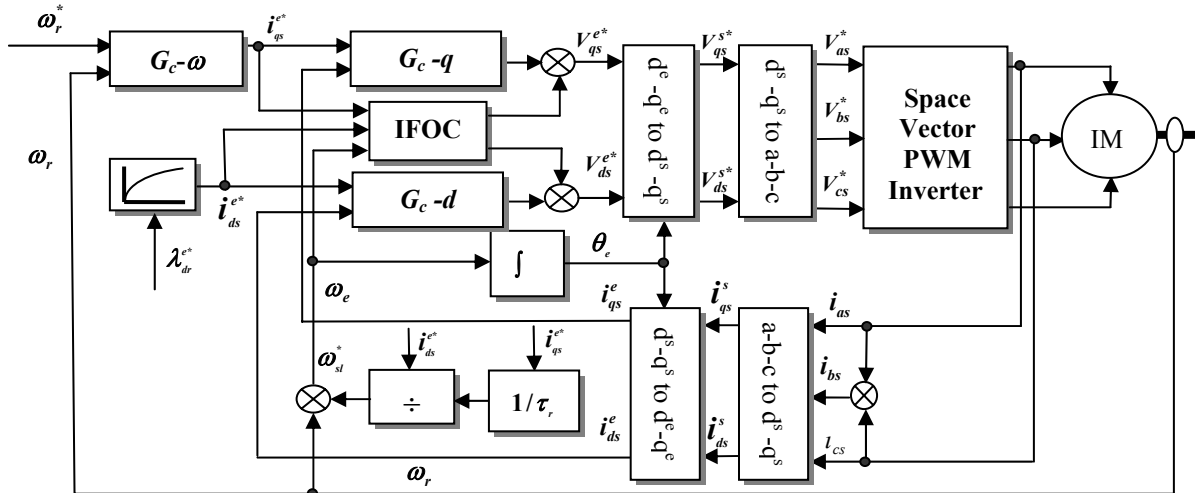 ω_r^*
i_qs^e*
G_c-ω
G_c -q
V_qs^e*
d^e -q^e to d^s -q^s
V_qs^s*
d^s -q^s to a-b-c
V_as^*
Space
Vector
PWM
Inverter
IM
V_bs^*
IFOC
ω_r
i_ds^e*
G_c -d
V_ds^e*
V_ds^s*
V_cs^*
λ_dr^e*
∫
θ_e
ω_e
i_qs^e
i_qs^s
i_as
d^s-q^s to d^e-q^e
a-b-c to d^s -q^s
ω_sl^*
i_ds^e*
i_qs^e*
i_bs
÷
1/τ_r
i_ds^e
i_ds^s
i_cs
ω_r